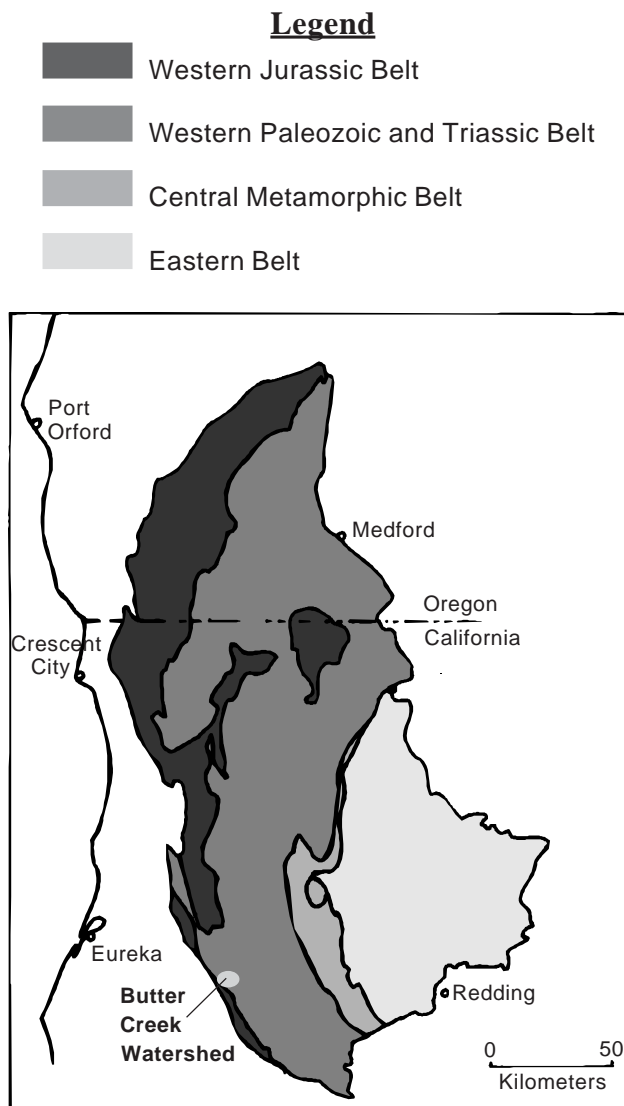 Legend
Western Jurassic Belt
Western Paleozoic and Triassic Belt
Central Metamorphic Belt
Eastern Belt
Port
Orford
Medford
Oregon
California
Crescent
City
Eureka
Butter
Creek
Watershed
Redding
0 50
Kilometers